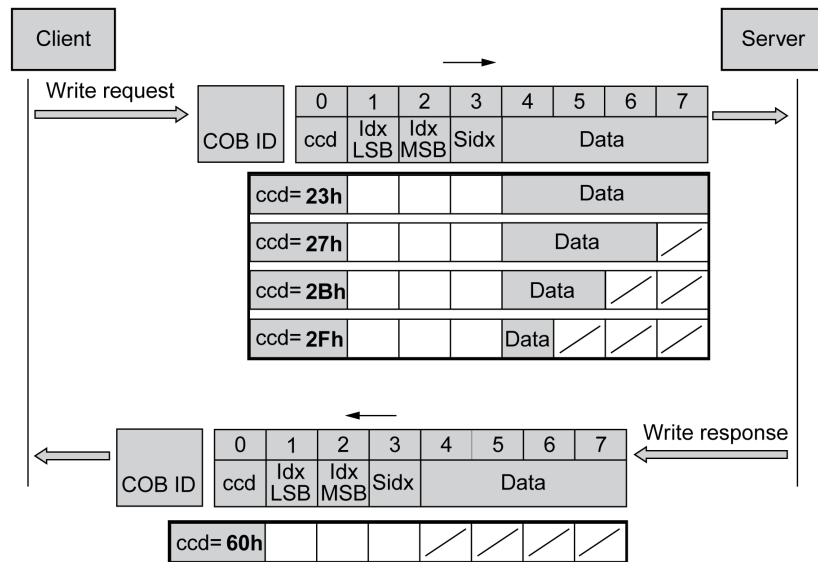 Client
Server
Write request
COB ID
0 1 2 3 4 5 6 7
ccd Idx LSB Idx MSB Sidx Data
ccd= 23h Data
ccd= 27h Data
ccd= 2Bh Data
ccd= 2Fh Data
Write response
COB ID
0 1 2 3 4 5 6 7
ccd Idx LSB Idx MSB Sidx Data
ccd= 60h